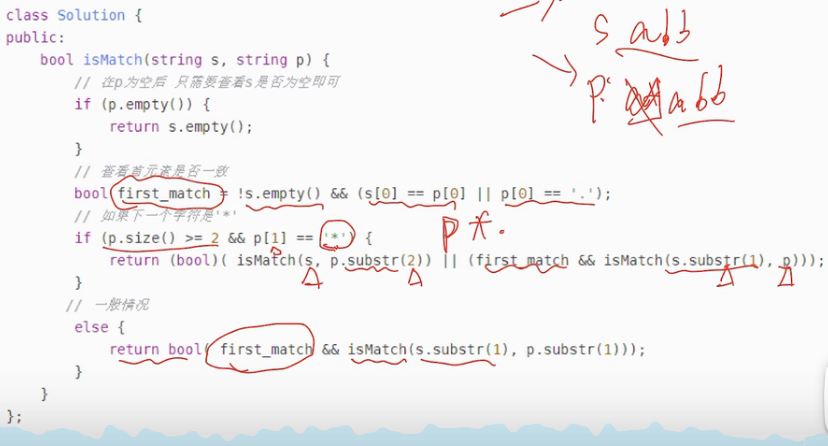 class Solution {
public:
bool isMatch(string s, string p) {
// 在p为空后 只需要查看s是否为空即可
if (p.empty()) {
return s.empty();
}
// 查看首元素是否一致
bool first_match = !s.empty() && (s[0] == p[0] || p[0] == '.');
// 如果下一个字符是'*'
if (p.size() >= 2 && p[1] == '*') {
return (bool)( isMatch(s, p.substr(2)) || (first_match && isMatch(s.substr(1), p)));
}
// 一般情况
else {
return bool( first_match && isMatch(s.substr(1), p.substr(1)));
}
}
};
s abb
p: abb
p *.